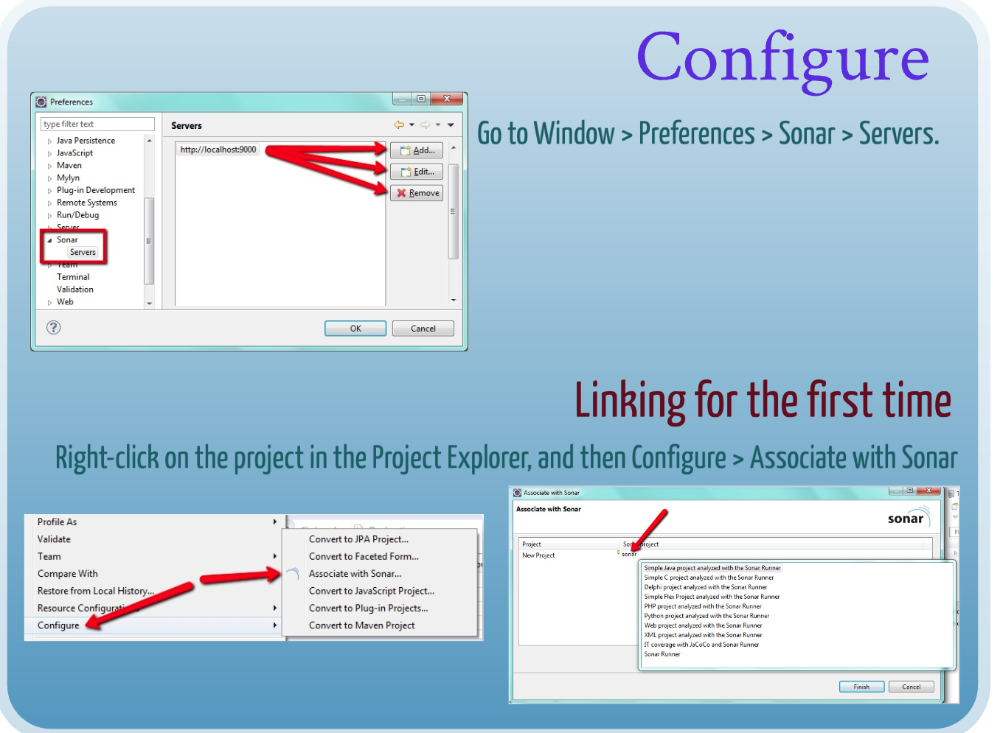 Configure
Preferences
type filter text
Servers
Go to Window > Preferences > Sonar > Servers.
Java Persistence
JavaScript
Maven
Mylyn
Plug-in Development
Remote Systems
Run/Debug
Server
Sonar
Servers
Team
Terminal
Validation
Web
http://localhost:9000
Add...
Edit...
Remove
OK
Cancel
Linking for the first time
Right-click on the project in the Project Explorer, and then Configure > Associate with Sonar
Profile As
Validate
Team
Compare With
Restore from Local History...
Configure
Convert to JPA Project...
Convert to Faceted Form...
Associate with Sonar...
Convert to JavaScript Project...
Convert to Plug-in Projects...
Convert to Maven Project
Associate with Sonar
Associate with Sonar
sonar
Project
New Project
sonar
Simple Java project analyzed with the Sonar Runner
Simple C project analyzed with the Sonar Runner
Delphi project analyzed with the Sonar Runner
Simple Flex Project analyzed with the Sonar Runner
PHP project analyzed with the Sonar Runner
Python project analyzed with the Sonar Runner
Web project analyzed with the Sonar Runner
XML project analyzed with the Sonar Runner
IT coverage with JaCoCo and Sonar Runner
Sonar Runner
Finish
Cancel